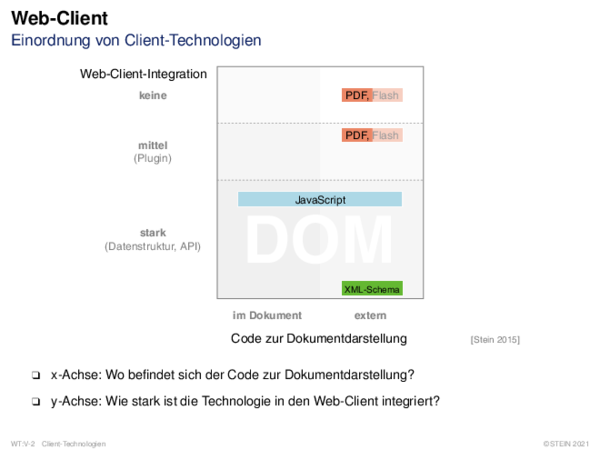 Web-Client
Einordnung von Client-Technologien
Web-Client-Integration
keine
PDF, Flash
mittel
(Plugin)
PDF, Flash
JavaScript
DOM
stark
(Datenstruktur, API)
XML-Schema
im Dokument
extern
Code zur Dokumentdarstellung
[Stein 2015]
❑ x-Achse: Wo befindet sich der Code zur Dokumentdarstellung?
❑ y-Achse: Wie stark ist die Technologie in den Web-Client integriert?
WT:V-2 Client-Technologien
©STEIN 2021